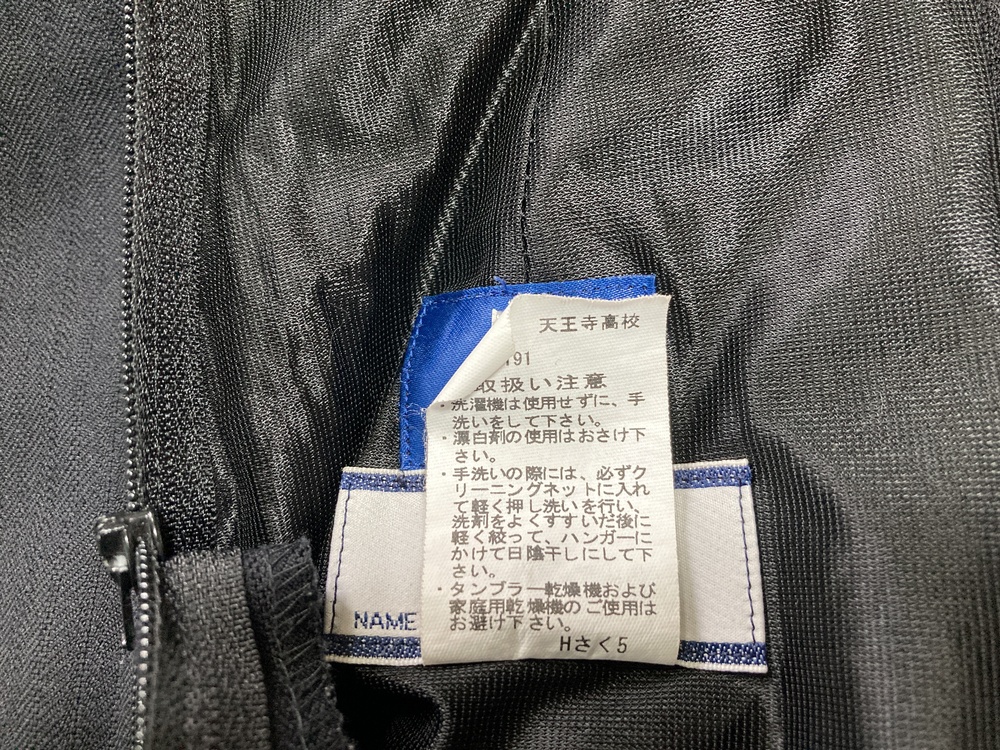 天王寺高校
191
取扱い注意
・洗濯機は使用せずに、手
洗いをして下さい。
・漂白剤の使用はおさけ下
さい。
・手洗いの際には、必ずク
リーニングネットに入れ
て軽く押し洗いを行い、
洗剤をよくすすいだ後に
軽く絞って、ハンガーに
かけて日陰干しにして下
さい。
・タンブラー乾燥機および
家庭用乾燥機のご使用は
お避け下さい。
Hさく5
NAME